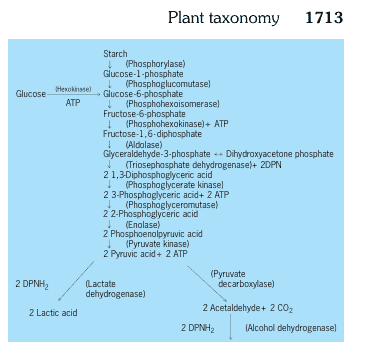 Plant taxonomy 1713
Starch
↓ (Phosphorylase)
Glucose-1-phosphate
↓ (Phosphoglucomutase)
Glucose (Hexokinase) ATP → Glucose-6-phosphate
↓ (Phosphohexoisomerase)
Fructose-6-phosphate
↓ (Phosphohexokinase)+ ATP
Fructose-1,6-diphosphate
↓ (Aldolase)
Glyceraldehyde-3-phosphate ↔ Dihydroxyacetone phosphate
↓ (Triosephosphate dehydrogenase)+ 2DPN
2 1,3-Diphosphoglyceric acid
↓ (Phosphoglycerate kinase)
2 3-Phosphoglyceric acid+ 2 ATP
↓ (Phosphoglyceromutase)
2 2-Phosphoglyceric acid
↓ (Enolase)
2 Phosphoenolpyruvic acid
↓ (Pyruvate kinase)
2 Pyruvic acid+ 2 ATP
2 DPNH₂
(Lactate
dehydrogenase)
2 Lactic acid
(Pyruvate
decarboxylase)
2 Acetaldehyde+ 2 CO₂
2 DPNH₂ ↓ (Alcohol dehydrogenase)